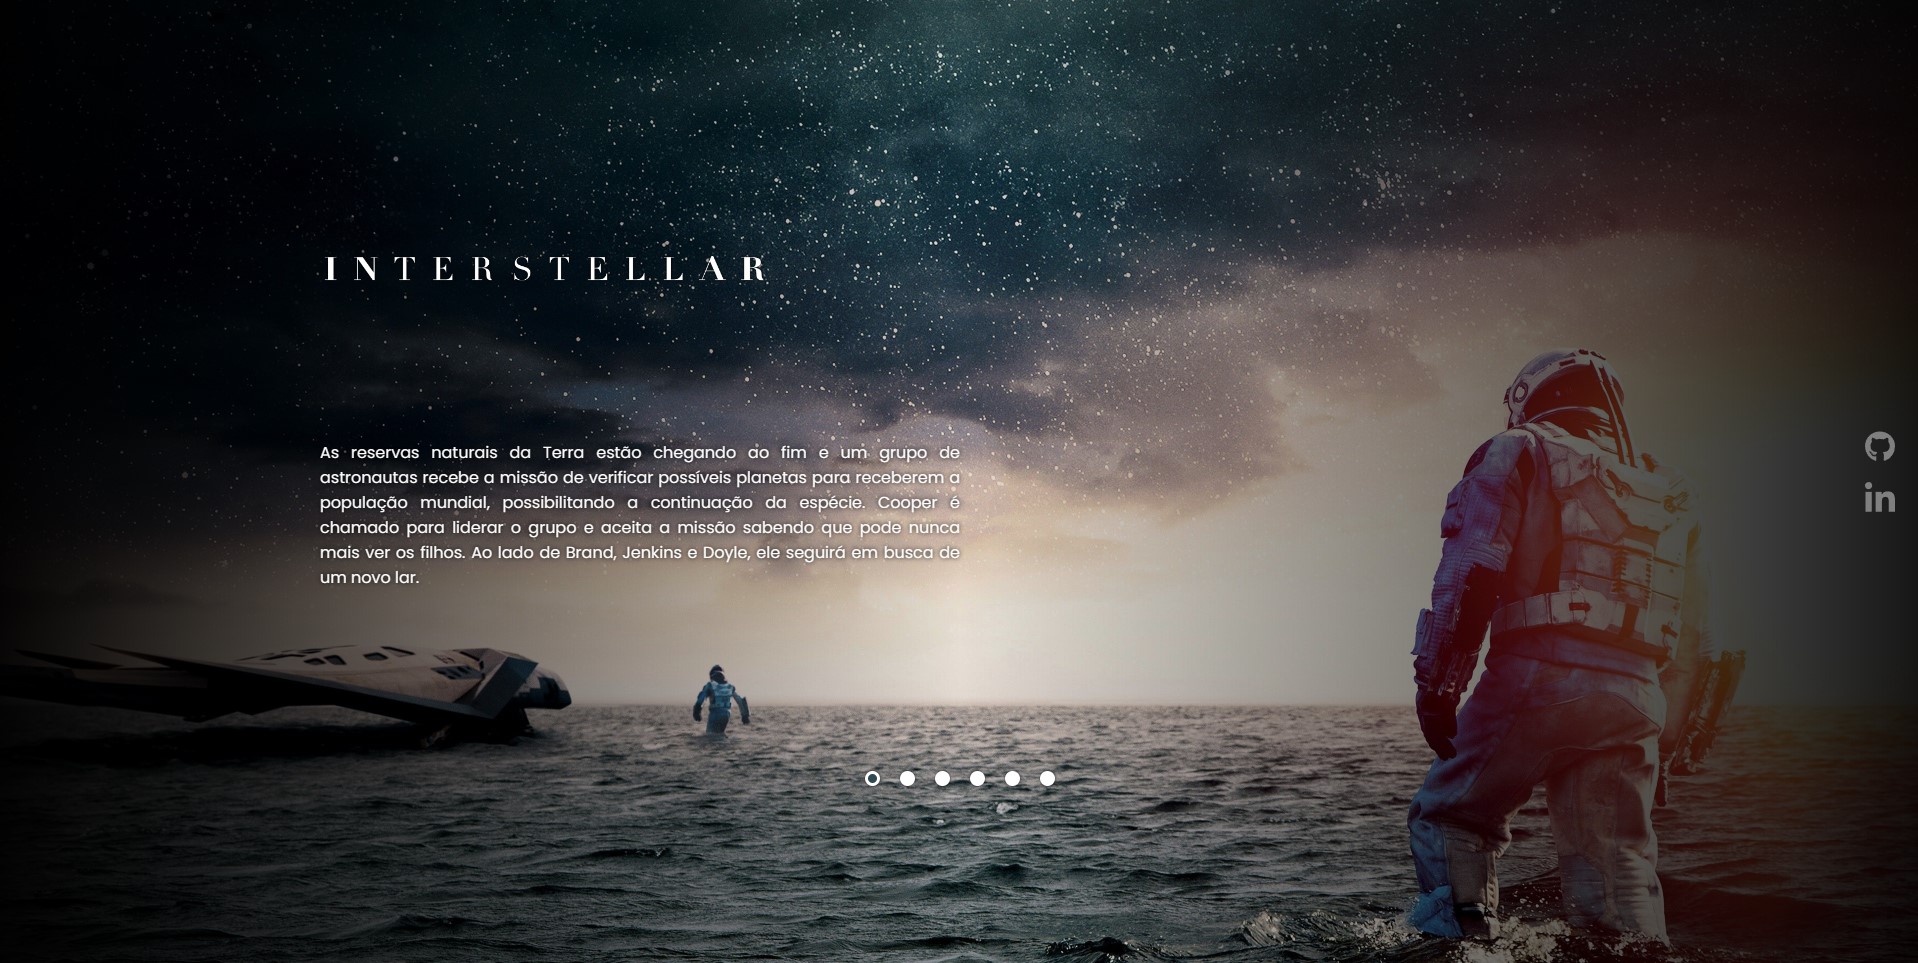 INTERSTELLAR
As reservas naturais da Terra estão chegando do fim e um grupo de
astronautas recebe a missão de verificar possíveis planetas para receberem a
população mundial, possibilitando a continuação da espécie. Cooper é
chamado para liderar o grupo e aceita a missão sabendo que pode nunca
mais ver os filhos. Ao lado de Brand, Jenkins e Doyle, ele seguirá em busca de
um novo lar.
in